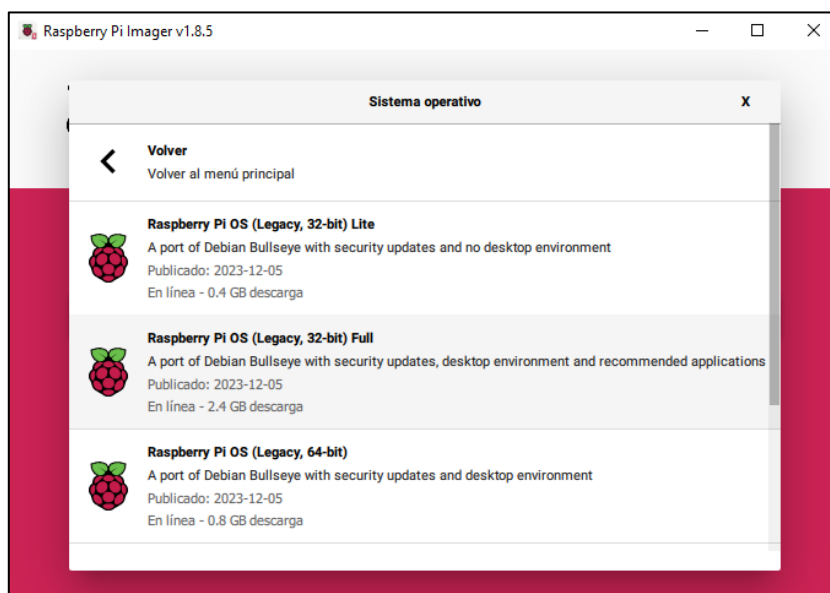 Raspberry Pi Imager v1.8.5
Sistema operativo
X
Volver
Volver al menú principal
Raspberry Pi OS (Legacy, 32-bit) Lite
A port of Debian Bullseye with security updates and no desktop environment
Publicado: 2023-12-05
En línea - 0.4 GB descarga
Raspberry Pi OS (Legacy, 32-bit) Full
A port of Debian Bullseye with security updates, desktop environment and recommended applications
Publicado: 2023-12-05
En línea - 2.4 GB descarga
Raspberry Pi OS (Legacy, 64-bit)
A port of Debian Bullseye with security updates and desktop environment
Publicado: 2023-12-05
En línea - 0.8 GB descarga